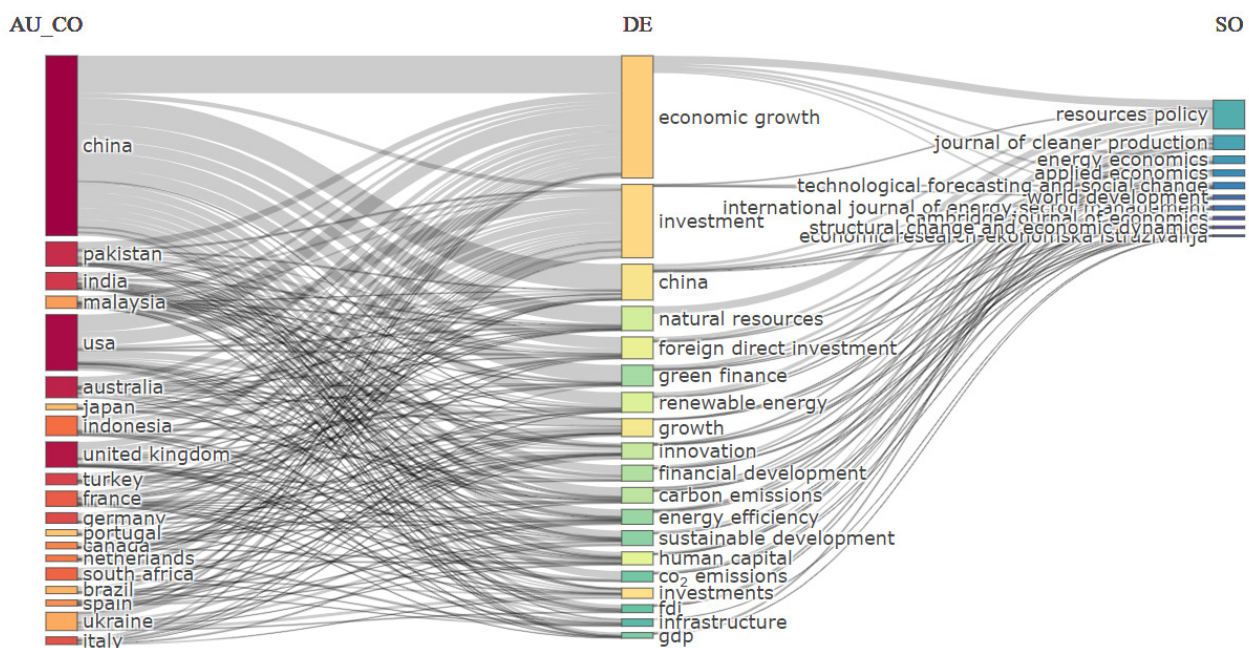 AU_CO
DE
SO
china
pakistan
india
malaysia
usa
australia
japan
indonesia
united kingdom
turkey
france
germany
portugal
canada
netherlands
south africa
brazil
spain
ukraine
italy
economic growth
investment
china
natural resources
foreign direct investment
green finance
renewable energy
growth
innovation
financial development
carbon emissions
energy efficiency
sustainable development
human capital
co₂ emissions
investments
fdi
infrastructure
gdp
resources policy
journal of cleaner production
energy economics
applied economics
technological forecasting and social change
world development
international journal of energy sector management
cambridge journal of economics
structural change and economic dynamics
economic research-ekonomska istraživanja